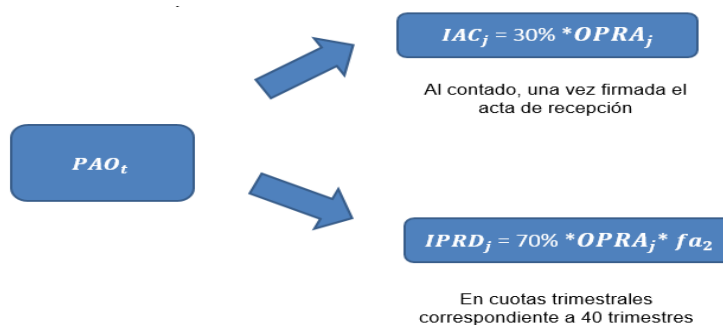 IAC_j = 30% *OPRA_j
Al contado, una vez firmada el
acta de recepción
PAO_t
IPRD_j = 70% *OPRA_j* fa_2
En cuotas trimestrales
correspondiente a 40 trimestres